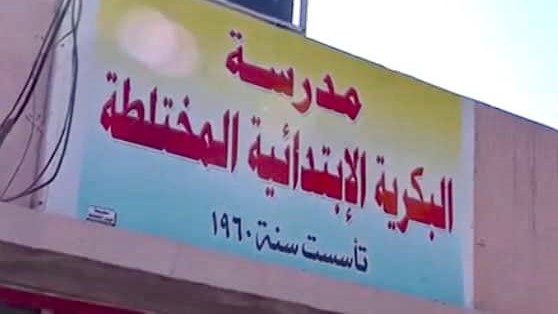 مدرسة
البكرية الإبتدائية المختلطة
تأسست سنة ١٩٦٠